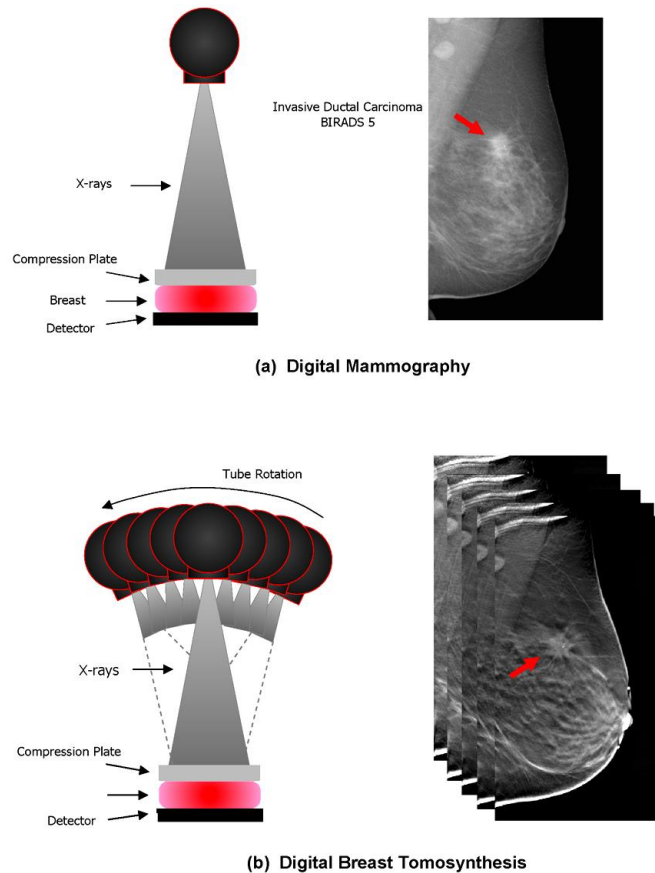 Invasive Ductal Carcinoma
BIRADS 5
X-rays
Compression Plate
Breast
Detector
(a) Digital Mammography
Tube Rotation
X-rays
Compression Plate
Detector
(b) Digital Breast Tomosynthesis